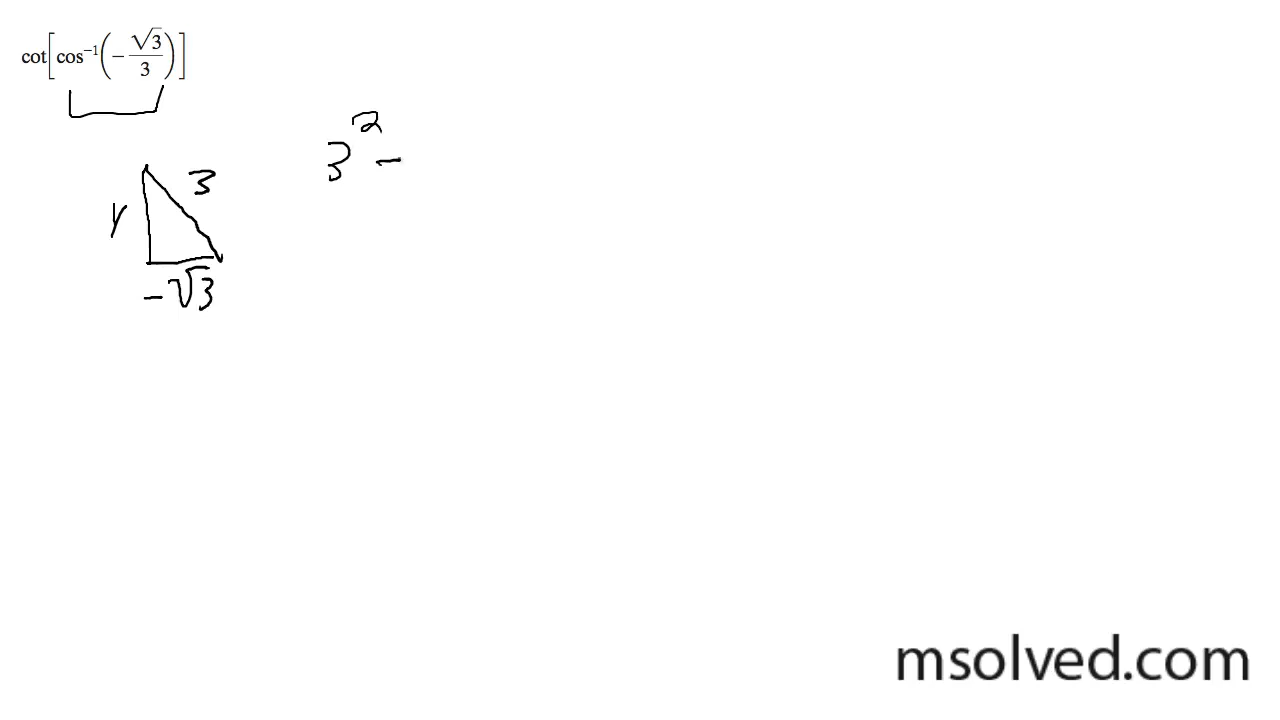 cot[cos⁻¹(-√3/3)]
3² -
3
Y
-√3
msolved.com